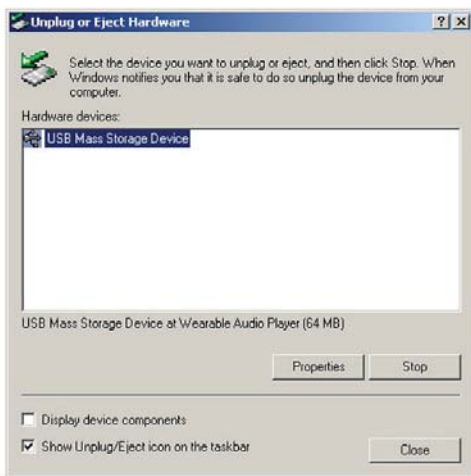 Unplug or Eject Hardware
Select the device you want to unplug or eject, and then click Stop. When
Windows notifies you that it is safe to do so unplug the device from your
computer.
Hardware devices:
USB Mass Storage Device
USB Mass Storage Device at Wearable Audio Player (64 MB)
Properties
Stop
Display device components
Show Unplug/Eject icon on the taskbar
Close